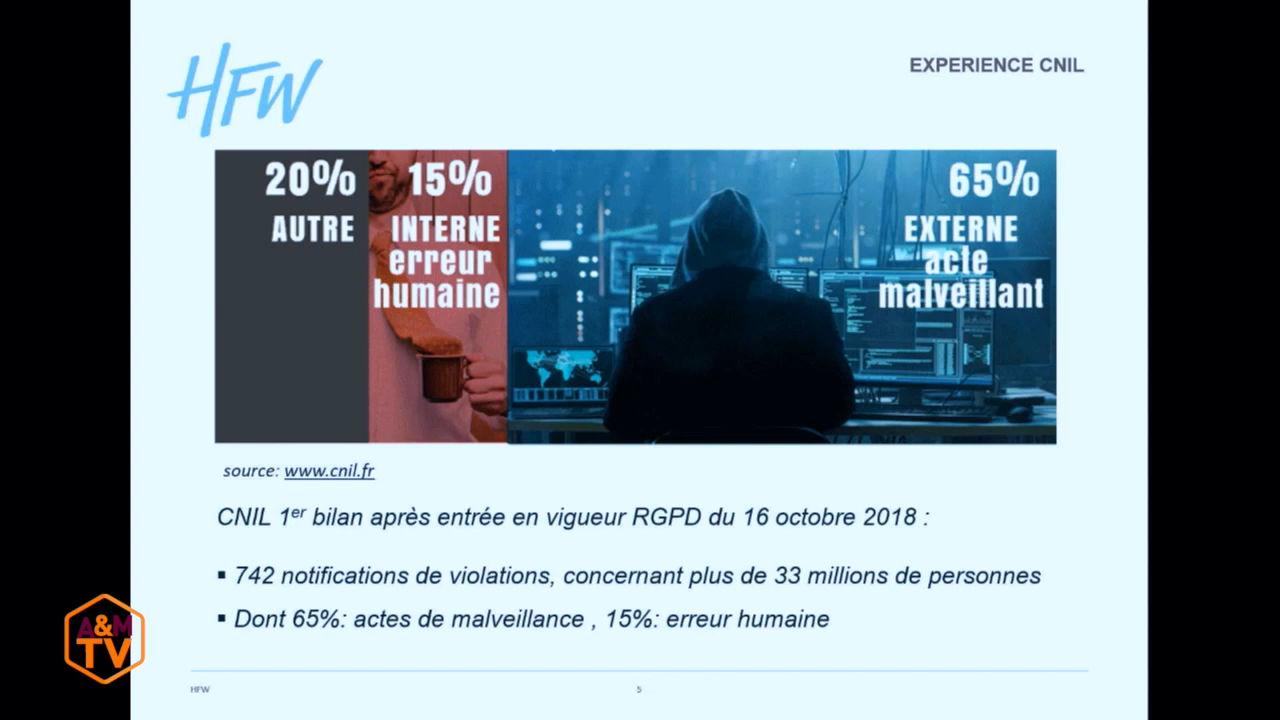 HFW
EXPERIENCE CNIL
20%
AUTRE
15%
INTERNE
erreur
humaine
65%
EXTERNE
acte
malveillant
source: www.cnil.fr
CNIL 1er bilan après entrée en vigueur RGPD du 16 octobre 2018 :
▪ 742 notifications de violations, concernant plus de 33 millions de personnes
▪ Dont 65%: actes de malveillance , 15%: erreur humaine
A&M
TV
HFW
5